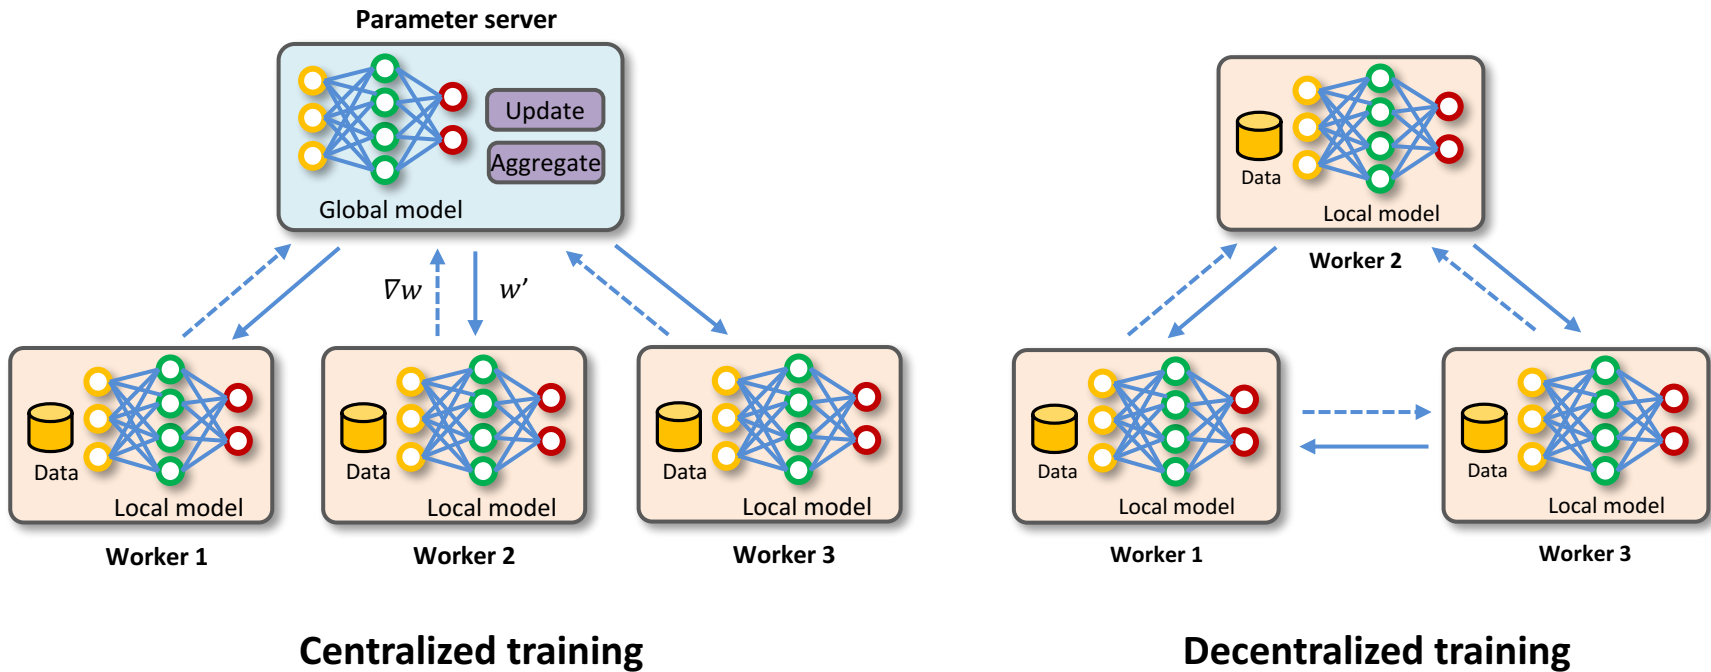 Parameter server
Update
Aggregate
Global model
∇w
w’
Data
Local model
Worker 1
Data
Local model
Worker 2
Data
Local model
Worker 3
Centralized training
Data
Local model
Worker 2
Data
Local model
Worker 1
Data
Local model
Worker 3
Decentralized training